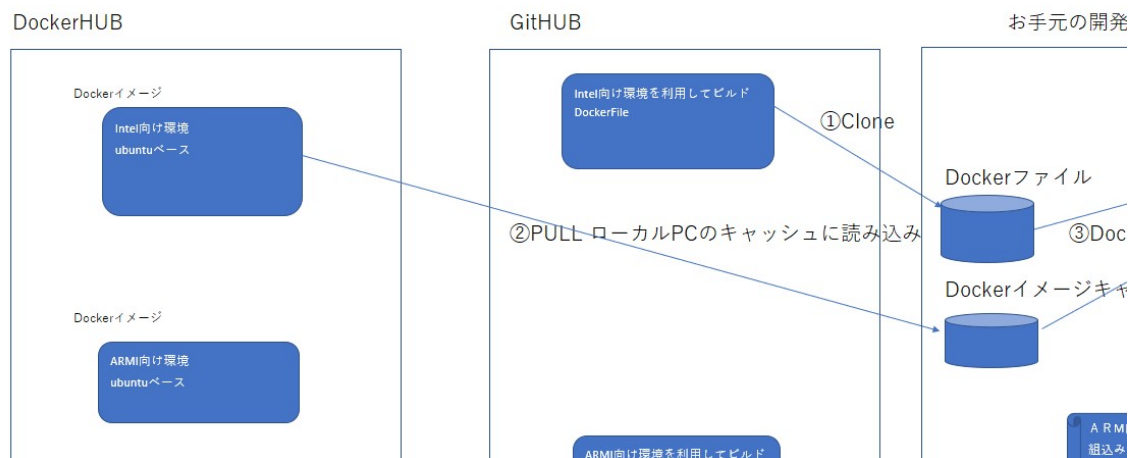 DockerHUB
GitHUB
お手元の開発
Dockerイメージ
Intel向け環境
ubuntuベース
Intel向け環境を利用してビルド
DockerFile
①Clone
Dockerファイル
②PULL ローカルPCのキャッシュに読み込み
③Doc
Dockerイメージキャ
Dockerイメージ
ARMI向け環境
ubuntuベース
ARMI向け環境を利用してビルド
ＡＲＭI
組込み